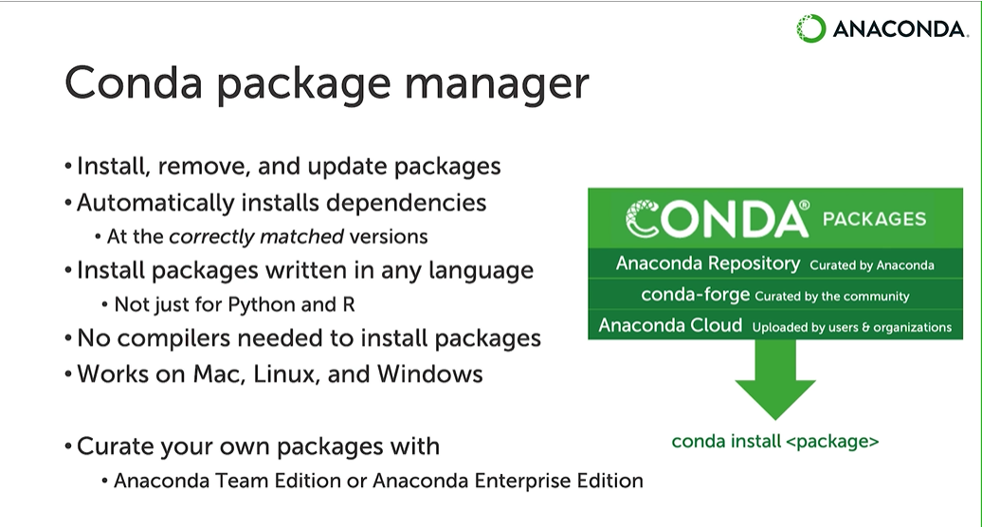 ANACONDA.
Conda package manager
• Install, remove, and update packages
• Automatically installs dependencies
• At the correctly matched versions
• Install packages written in any language
• Not just for Python and R
• No compilers needed to install packages
• Works on Mac, Linux, and Windows
• Curate your own packages with
• Anaconda Team Edition or Anaconda Enterprise Edition
CONDA® PACKAGES
Anaconda Repository Curated by Anaconda
conda-forge Curated by the community
Anaconda Cloud Uploaded by users & organizations
conda install <package>